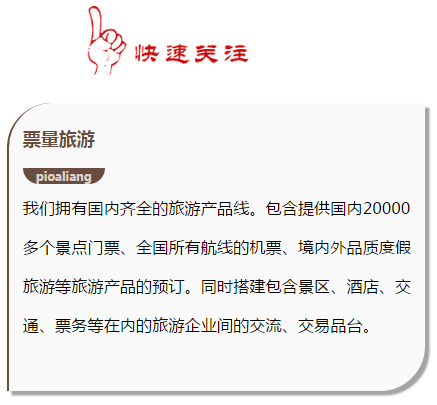 快速关注
票量旅游
pioaliang
我们拥有国内齐全的旅游产品线。包含提供国内20000
多个景点门票、全国所有航线的机票、境内外品质度假
旅游等旅游产品的预订。同时搭建包含景区、酒店、交
通、票务等在内的旅游企业间的交流、交易品台。